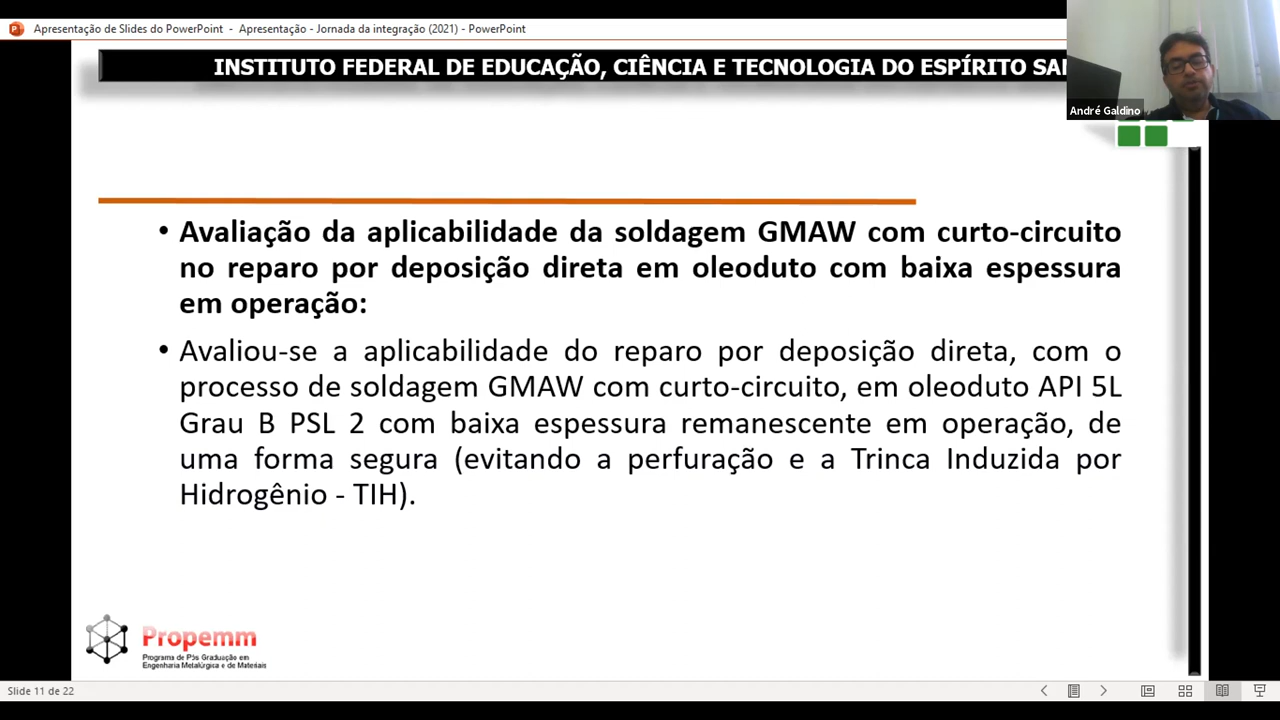 Apresentação de Slides do PowerPoint - Apresentação - Jornada da integração (2021) - PowerPoint
INSTITUTO FEDERAL DE EDUCAÇÃO, CIÊNCIA E TECNOLOGIA DO ESPÍRITO SAN
André Galdino
• Avaliação da aplicabilidade da soldagem GMAW com curto-circuito
no reparo por deposição direta em oleoduto com baixa espessura
em operação:
• Avaliou-se a aplicabilidade do reparo por deposição direta, com o
processo de soldagem GMAW com curto-circuito, em oleoduto API 5L
Grau B PSL 2 com baixa espessura remanescente em operação, de
uma forma segura (evitando a perfuração e a Trinca Induzida por
Hidrogênio - TIH).
Propemm
Programa de Pós Graduação em
Engenharia Metalúrgica e de Materiais
Slide 11 de 22